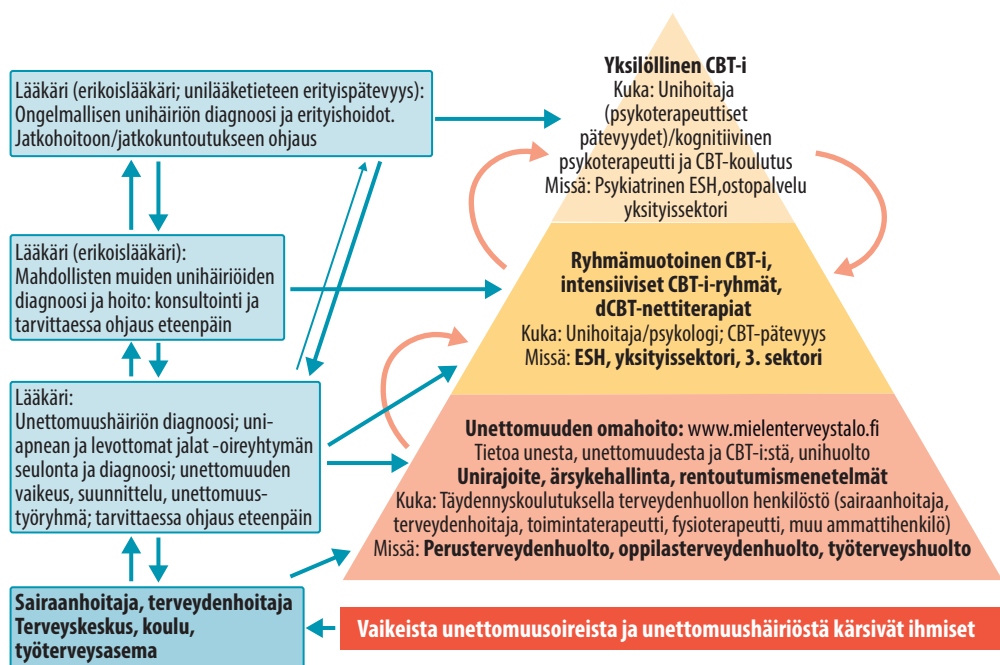 Lääkäri (erikoislääkäri; unilääketieteen erityispätevyys):
Ongelmallisen unihäiriön diagnoosi ja erityishoidot.
Jatkohoitoon/jatkokuntoutukseen ohjaus
Lääkäri (erikoislääkäri):
Mahdollisten muiden unihäiriöiden
diagnoosi ja hoito: konsultointi ja
tarvittaessa ohjaus eteenpäin
Lääkäri:
Unettomuushäiriön diagnoosi; uni-
apnean ja levottomat jalat -oireyhtymän
seulonta ja diagnoosi; unettomuuden
vaikeus, suunnittelu, unettomuus-
työryhmä; tarvittaessa ohjaus eteenpäin
Sairaanhoitaja, terveydenhoitaja
Terveyskeskus, koulu,
työterveysasema
Yksilöllinen CBT-i
Kuka: Unihoitaja
(psykoterapeuttiset
pätevyydet)/kognitiivinen
psykoterapeutti ja CBT-koulutus
Missä: Psykiatrinen ESH,ostopalvelu
yksityissektori
Ryhmämuotoinen CBT-i,
intensiiviset CBT-i-ryhmät,
dCBT-nettiterapiat
Kuka: Unihoitaja/psykologi; CBT-pätevyys
Missä: ESH, yksityissektori, 3. sektori
Unettomuuden omahoito: www.mielenterveystalo.fi
Tietoa unesta, unettomuudesta ja CBT-i:stä, unihuolto
Unirajoite, ärsykehallinta, rentoutumismenetelmät
Kuka: Täydennyskoulutuksella terveydenhuollon henkilöstö (sairaanhoitaja,
terveydenhoitaja, toimintaterapeutti, fysioterapeutti, muu ammattihenkilö)
Missä: Perusterveydenhuolto, oppilasterveydenhuolto, työterveyshuolto
Vaikeista unettomuusoireista ja unettomuushäiriöstä kärsivät ihmiset